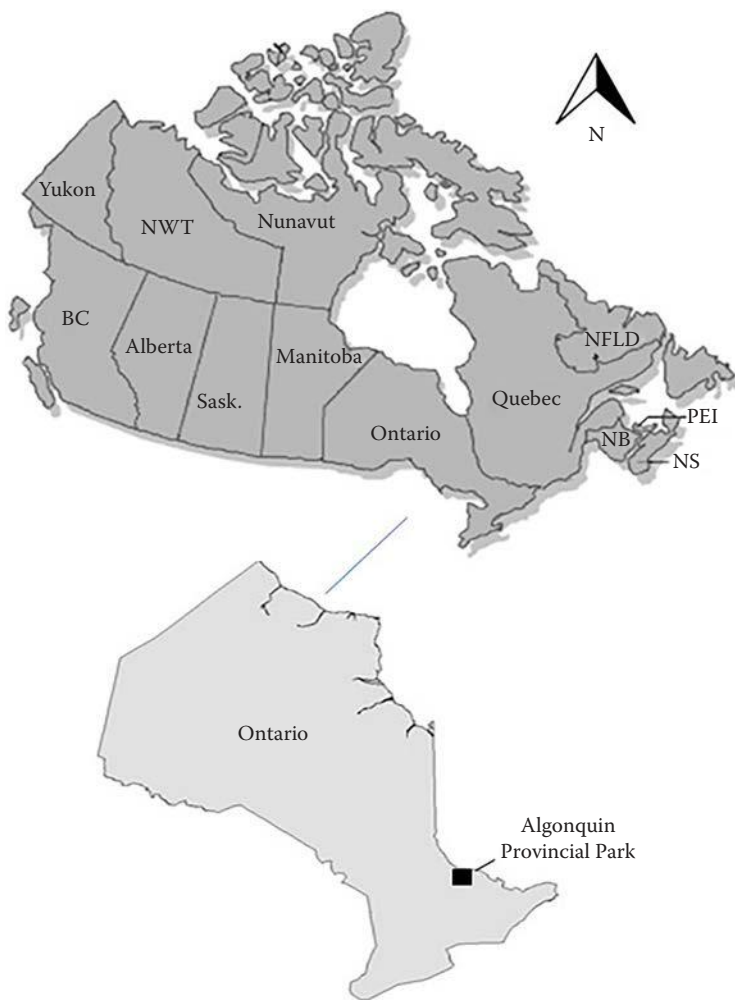 N
Yukon
NWT
Nunavut
BC
Alberta
Sask.
Manitoba
Ontario
Quebec
NFLD
PEI
NB
NS
Ontario
Algonquin
Provincial Park